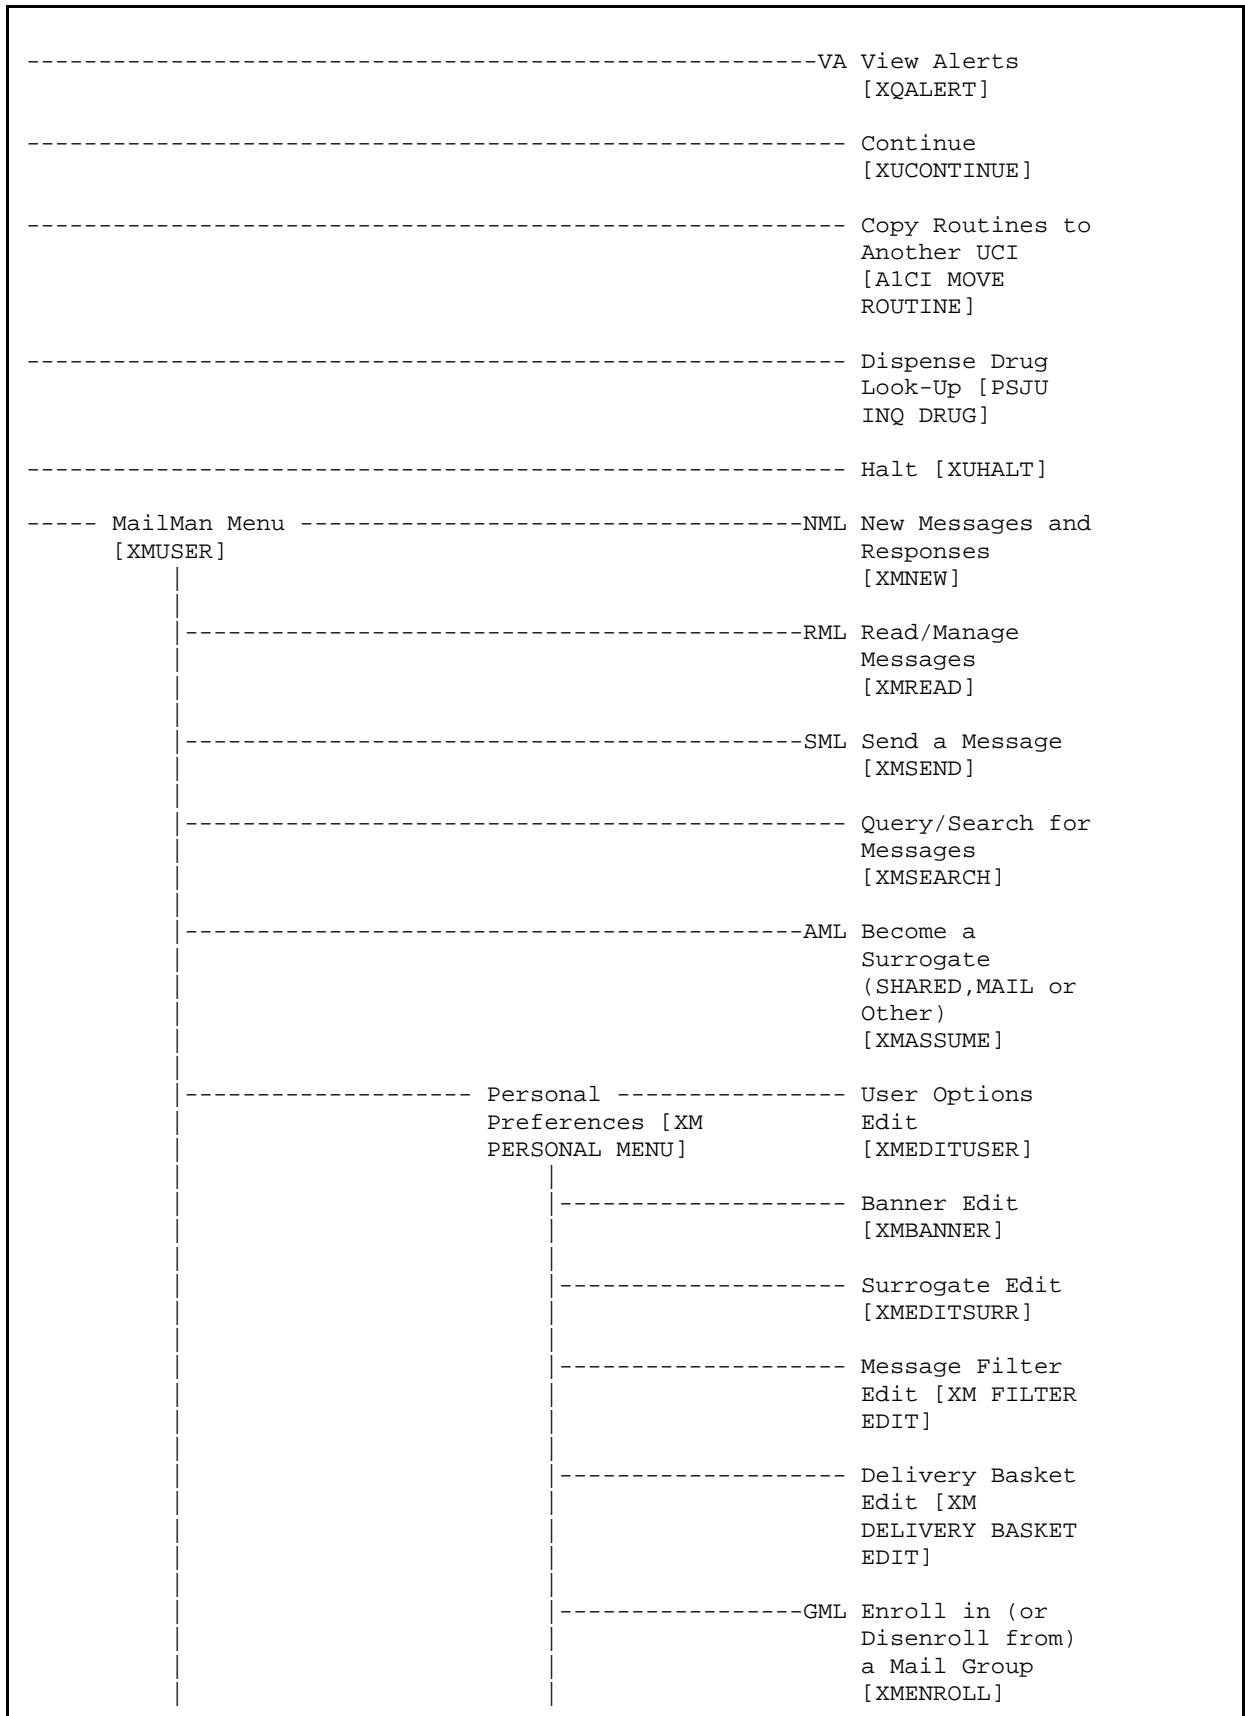 VA View Alerts
[XQALERT]
Continue
[XUCONTINUE]
Copy Routines to
Another UCI
[A1CI MOVE
ROUTINE]
Dispense Drug
Look-Up [PSJU
INQ DRUG]
Halt [XUHALT]
MailMan Menu NML New Messages and
[XMUSER] Responses
[XMNEW]
RML Read/Manage
Messages
[XMREAD]
SML Send a Message
[XMSEND]
Query/Search for
Messages
[XMSEARCH]
AML Become a
Surrogate
(SHARED,MAIL or
Other)
[XMASSUME]
Personal User Options
Preferences [XM Edit
PERSONAL MENU] [XMEDITUSER]
Banner Edit
[XMBANNER]
Surrogate Edit
[XMEDITSURR]
Message Filter
Edit [XM FILTER
EDIT]
Delivery Basket
Edit [XM
DELIVERY BASKET
EDIT]
GML Enroll in (or
Disenroll from)
a Mail Group
[XMENROLL]